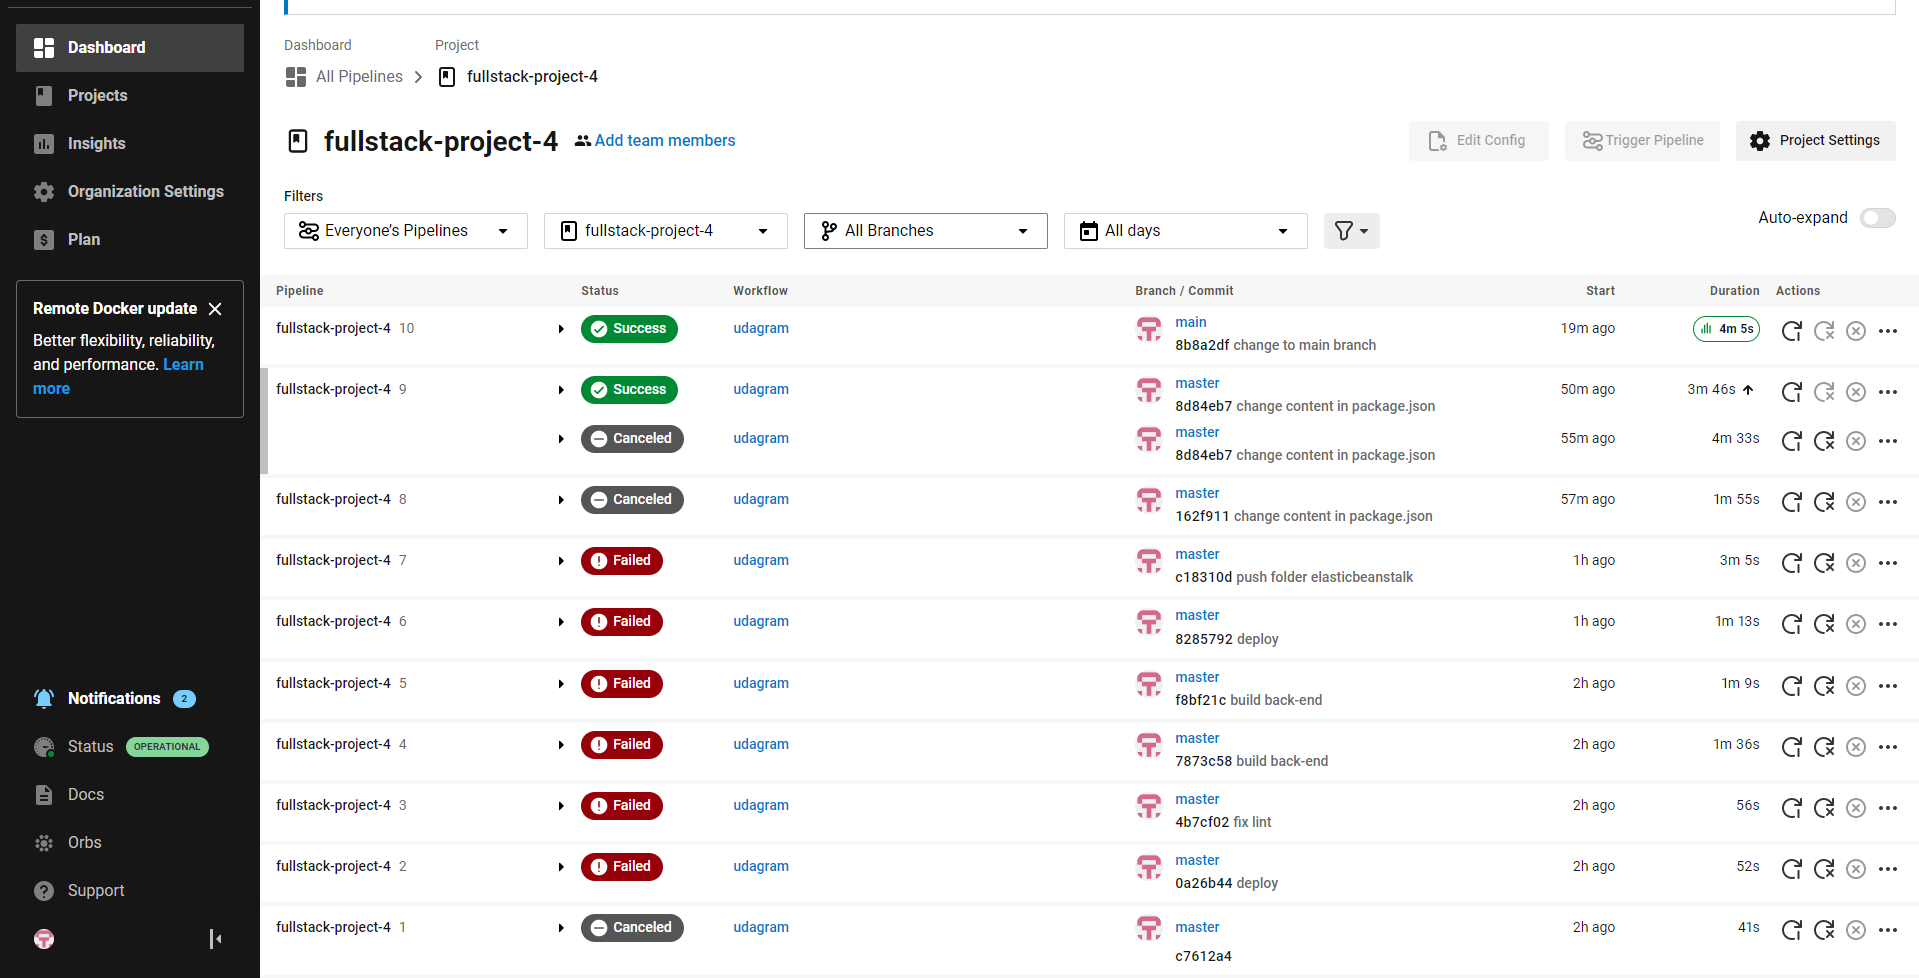 Dashboard
Projects
Insights
Organization Settings
Plan
Remote Docker update
Better flexibility, reliability,
and performance. Learn
more
Notifications 2
Status OPERATIONAL
Docs
Orbs
Support
Dashboard Project
All Pipelines fullstack-project-4
fullstack-project-4 Add team members Edit Config Trigger Pipeline Project Settings
Filters
Everyone's Pipelines fullstack-project-4 All Branches All days Auto-expand
Pipeline Status Workflow Branch / Commit Start Duration Actions
fullstack-project-4 10 Success udagram main 19m ago 4m 5s
8b8a2df change to main branch
fullstack-project-4 9 Success udagram master 50m ago 3m 46s
8d84eb7 change content in package.json
Canceled udagram master 55m ago 4m 33s
8d84eb7 change content in package.json
fullstack-project-4 8 Canceled udagram master 57m ago 1m 55s
162f911 change content in package.json
fullstack-project-4 7 Failed udagram master 1h ago 3m 5s
c18310d push folder elasticbeanstalk
fullstack-project-4 6 Failed udagram master 1h ago 1m 13s
8285792 deploy
fullstack-project-4 5 Failed udagram master 2h ago 1m 9s
f8bf21c build back-end
fullstack-project-4 4 Failed udagram master 2h ago 1m 36s
7873c58 build back-end
fullstack-project-4 3 Failed udagram master 2h ago 56s
4b7cf02 fix lint
fullstack-project-4 2 Failed udagram master 2h ago 52s
0a26b44 deploy
fullstack-project-4 1 Canceled udagram master 2h ago 41s
c7612a4